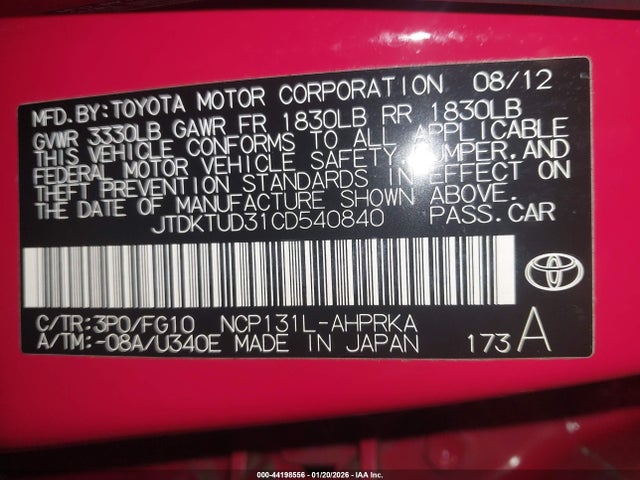 MFD. BY: TOYOTA MOTOR CORPORATION 08/12
GVWR 3330LB GAWR FR 1830LB RR 1830LB
THIS VEHICLE CONFORMS TO ALL APPLICABLE
FEDERAL MOTOR VEHICLE SAFETY, BUMPER, AND
THEFT PREVENTION STANDARDS IN EFFECT ON
THE DATE OF MANUFACTURE SHOWN ABOVE.
JTDKTUD31CD540840 PASS. CAR
C/TR: 3P0/FG10 NCP131L-AHPRKA
A/TM: -08A/U340E MADE IN JAPAN 173 A
000-44198556 — 01/20/2026 — IAA Inc.